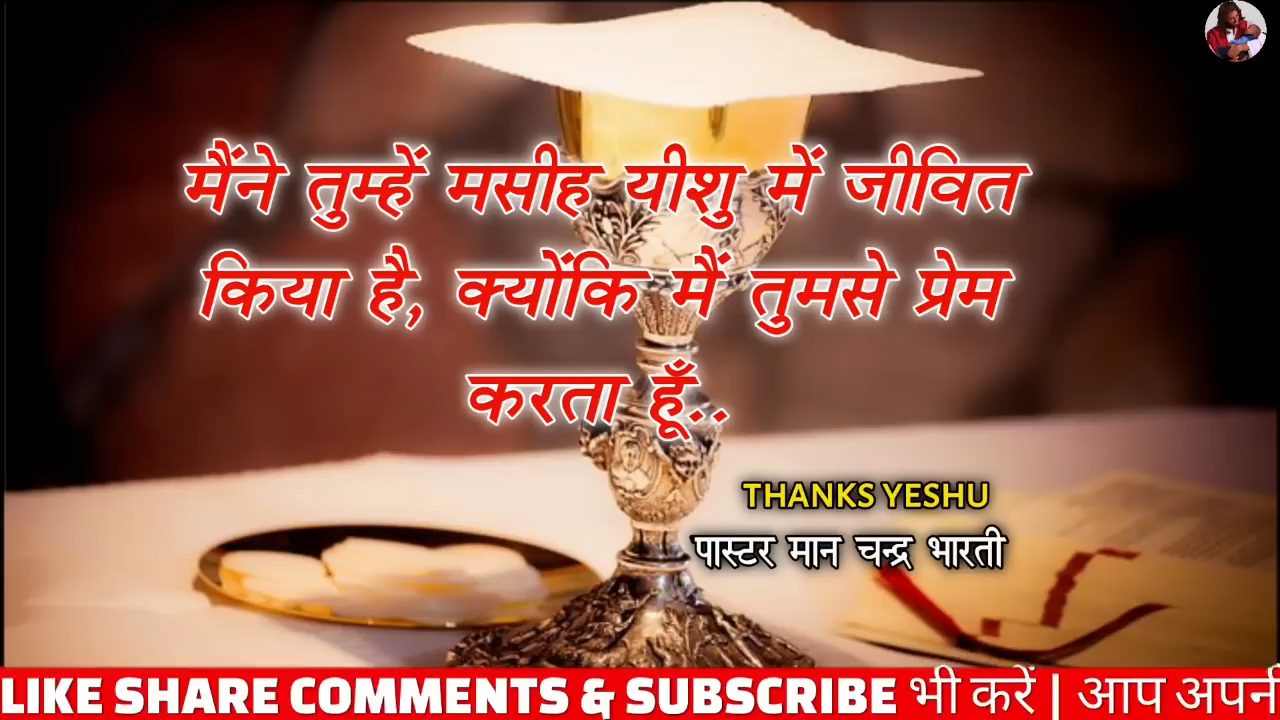 मैंने तुम्हें मसीह यीशु में जीवित
किया है, क्योंकि मैं तुमसे प्रेम
करता हूँ..
THANKS YESHU
पास्टर मान चन्द्र भारती
LIKE SHARE COMMENTS & SUBSCRIBE भी करें | आप अपनी